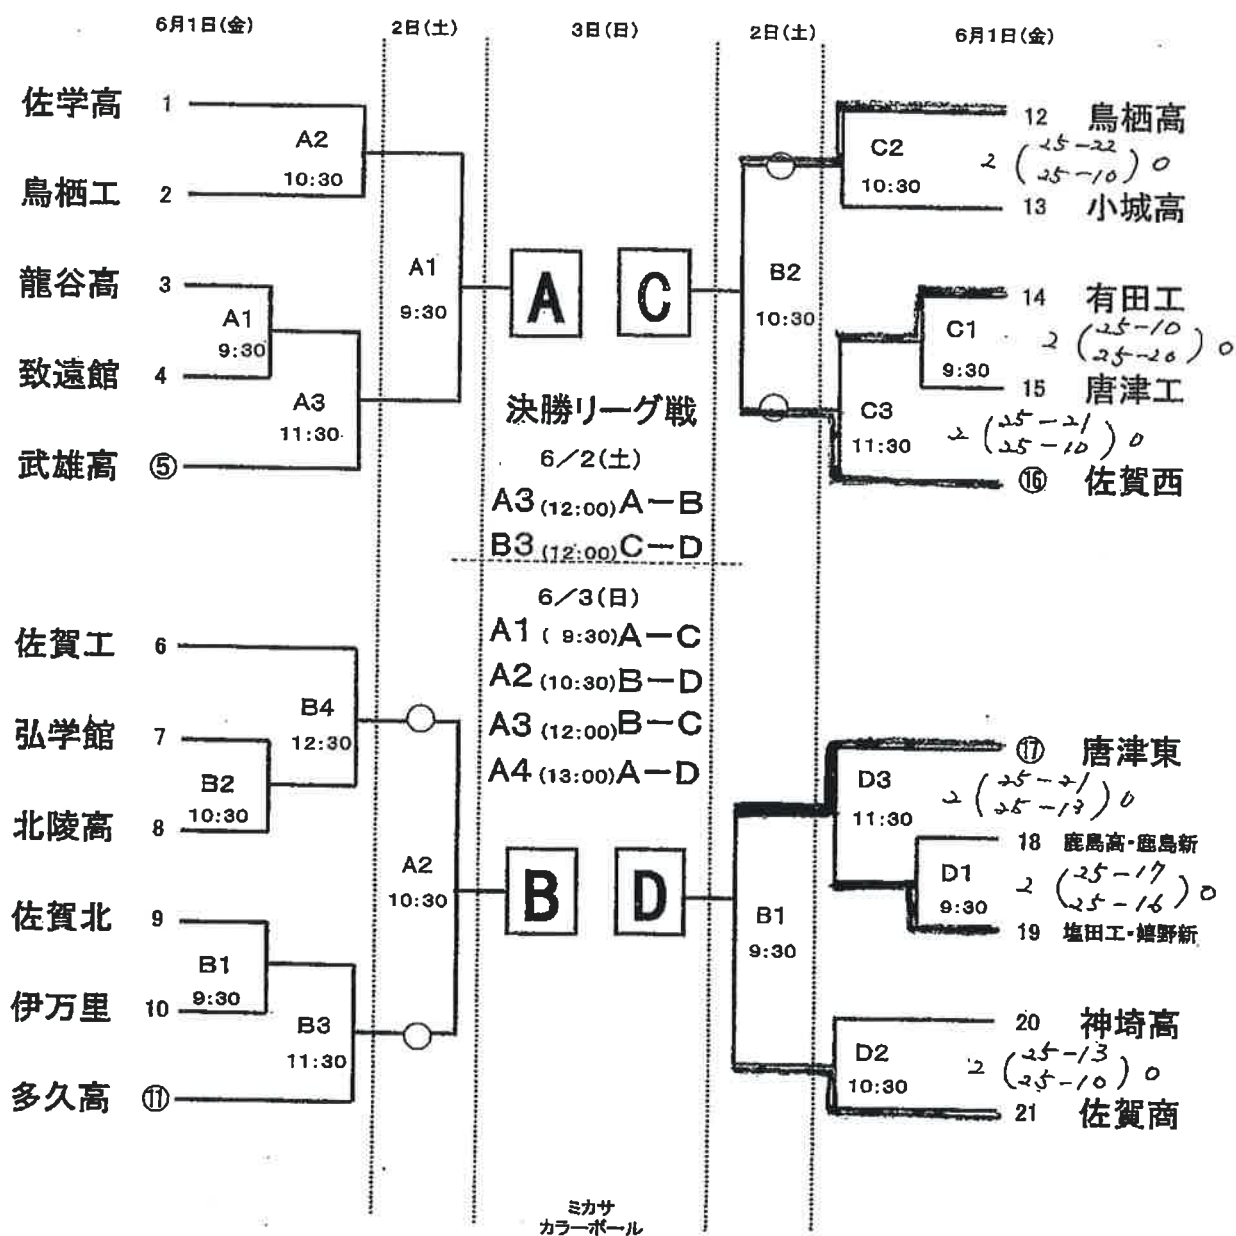 6月1日(金) 2日(土) 3日(日) 2日(土) 6月1日(金)
佐学高 1
A2
10:30
鳥栖工 2
龍谷高 3
A1
9:30
致遠館 4
A3
11:30
武雄高 ⑤
A1
9:30
佐賀工 6
B4
12:30
弘学館 7
B2
10:30
北陵高 8
佐賀北 9
B1
9:30
伊万里 10
B3
11:30
多久高 ⑪
A2
10:30
A C
決勝リーグ戦
6/2(土)
A3(12:00)A-B
B3(12:00)C-D
6/3(日)
A1( 9:30)A-C
A2(10:30)B-D
A3(12:00)B-C
A4(13:00)A-D
B D
B2
10:30
12 鳥栖高
C2
10:30
2 (25-22 25-10) 0
13 小城高
14 有田工
C1
9:30
2 (25-10 25-20) 0
15 唐津工
C3
11:30
2 (25-21 25-10) 0
⑯ 佐賀西
B1
9:30
⑰ 唐津東
D3
11:30
2 (25-21 25-13) 0
18 鹿島高・鹿島新
D1
9:30
2 (25-17 25-16) 0
19 塩田工・嬉野新
20 神埼高
D2
10:30
2 (25-13 25-10) 0
21 佐賀商
ミカサ
カラーボール